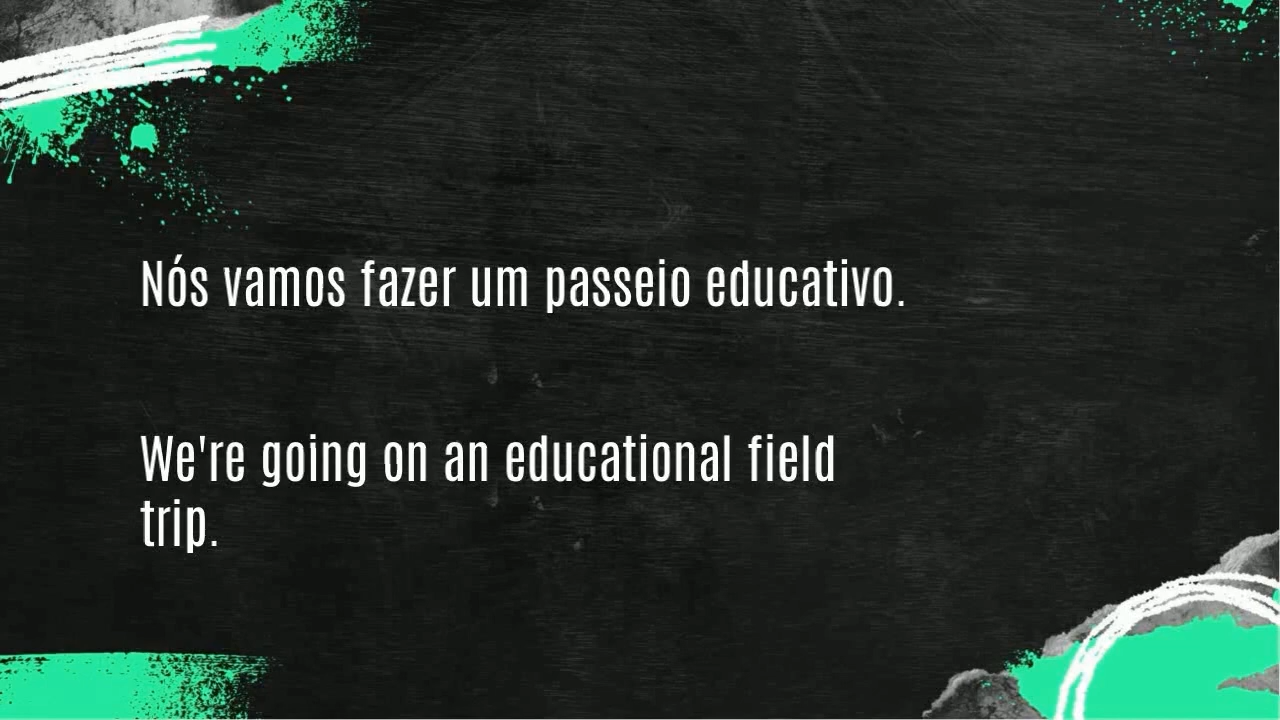 Nós vamos fazer um passeio educativo.
We're going on an educational field
trip.